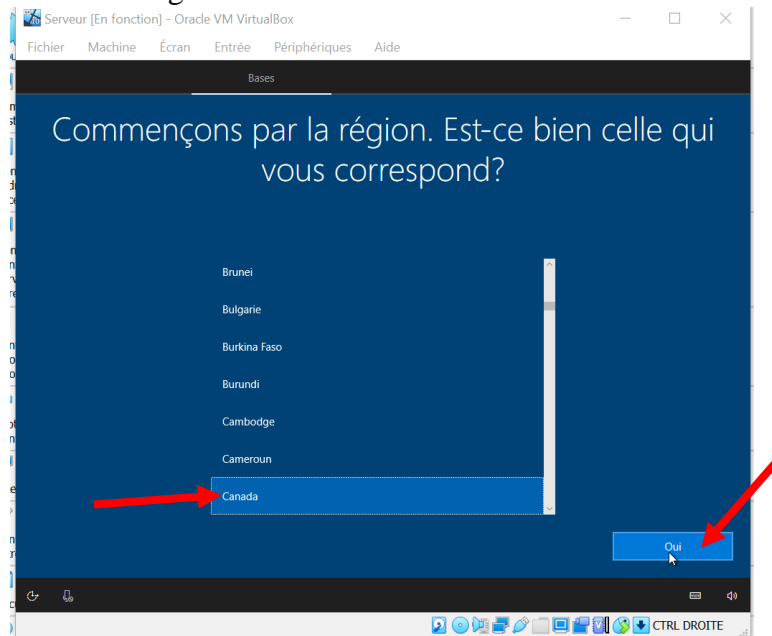 Serveur [En fonction] - Oracle VM VirtualBox
Fichier Machine Écran Entrée Périphériques Aide
Bases
Commençons par la région. Est-ce bien celle qui
vous correspond?
Brunei
Bulgarie
Burkina Faso
Burundi
Cambodge
Cameroun
Canada
Oui
CTRL DROITE